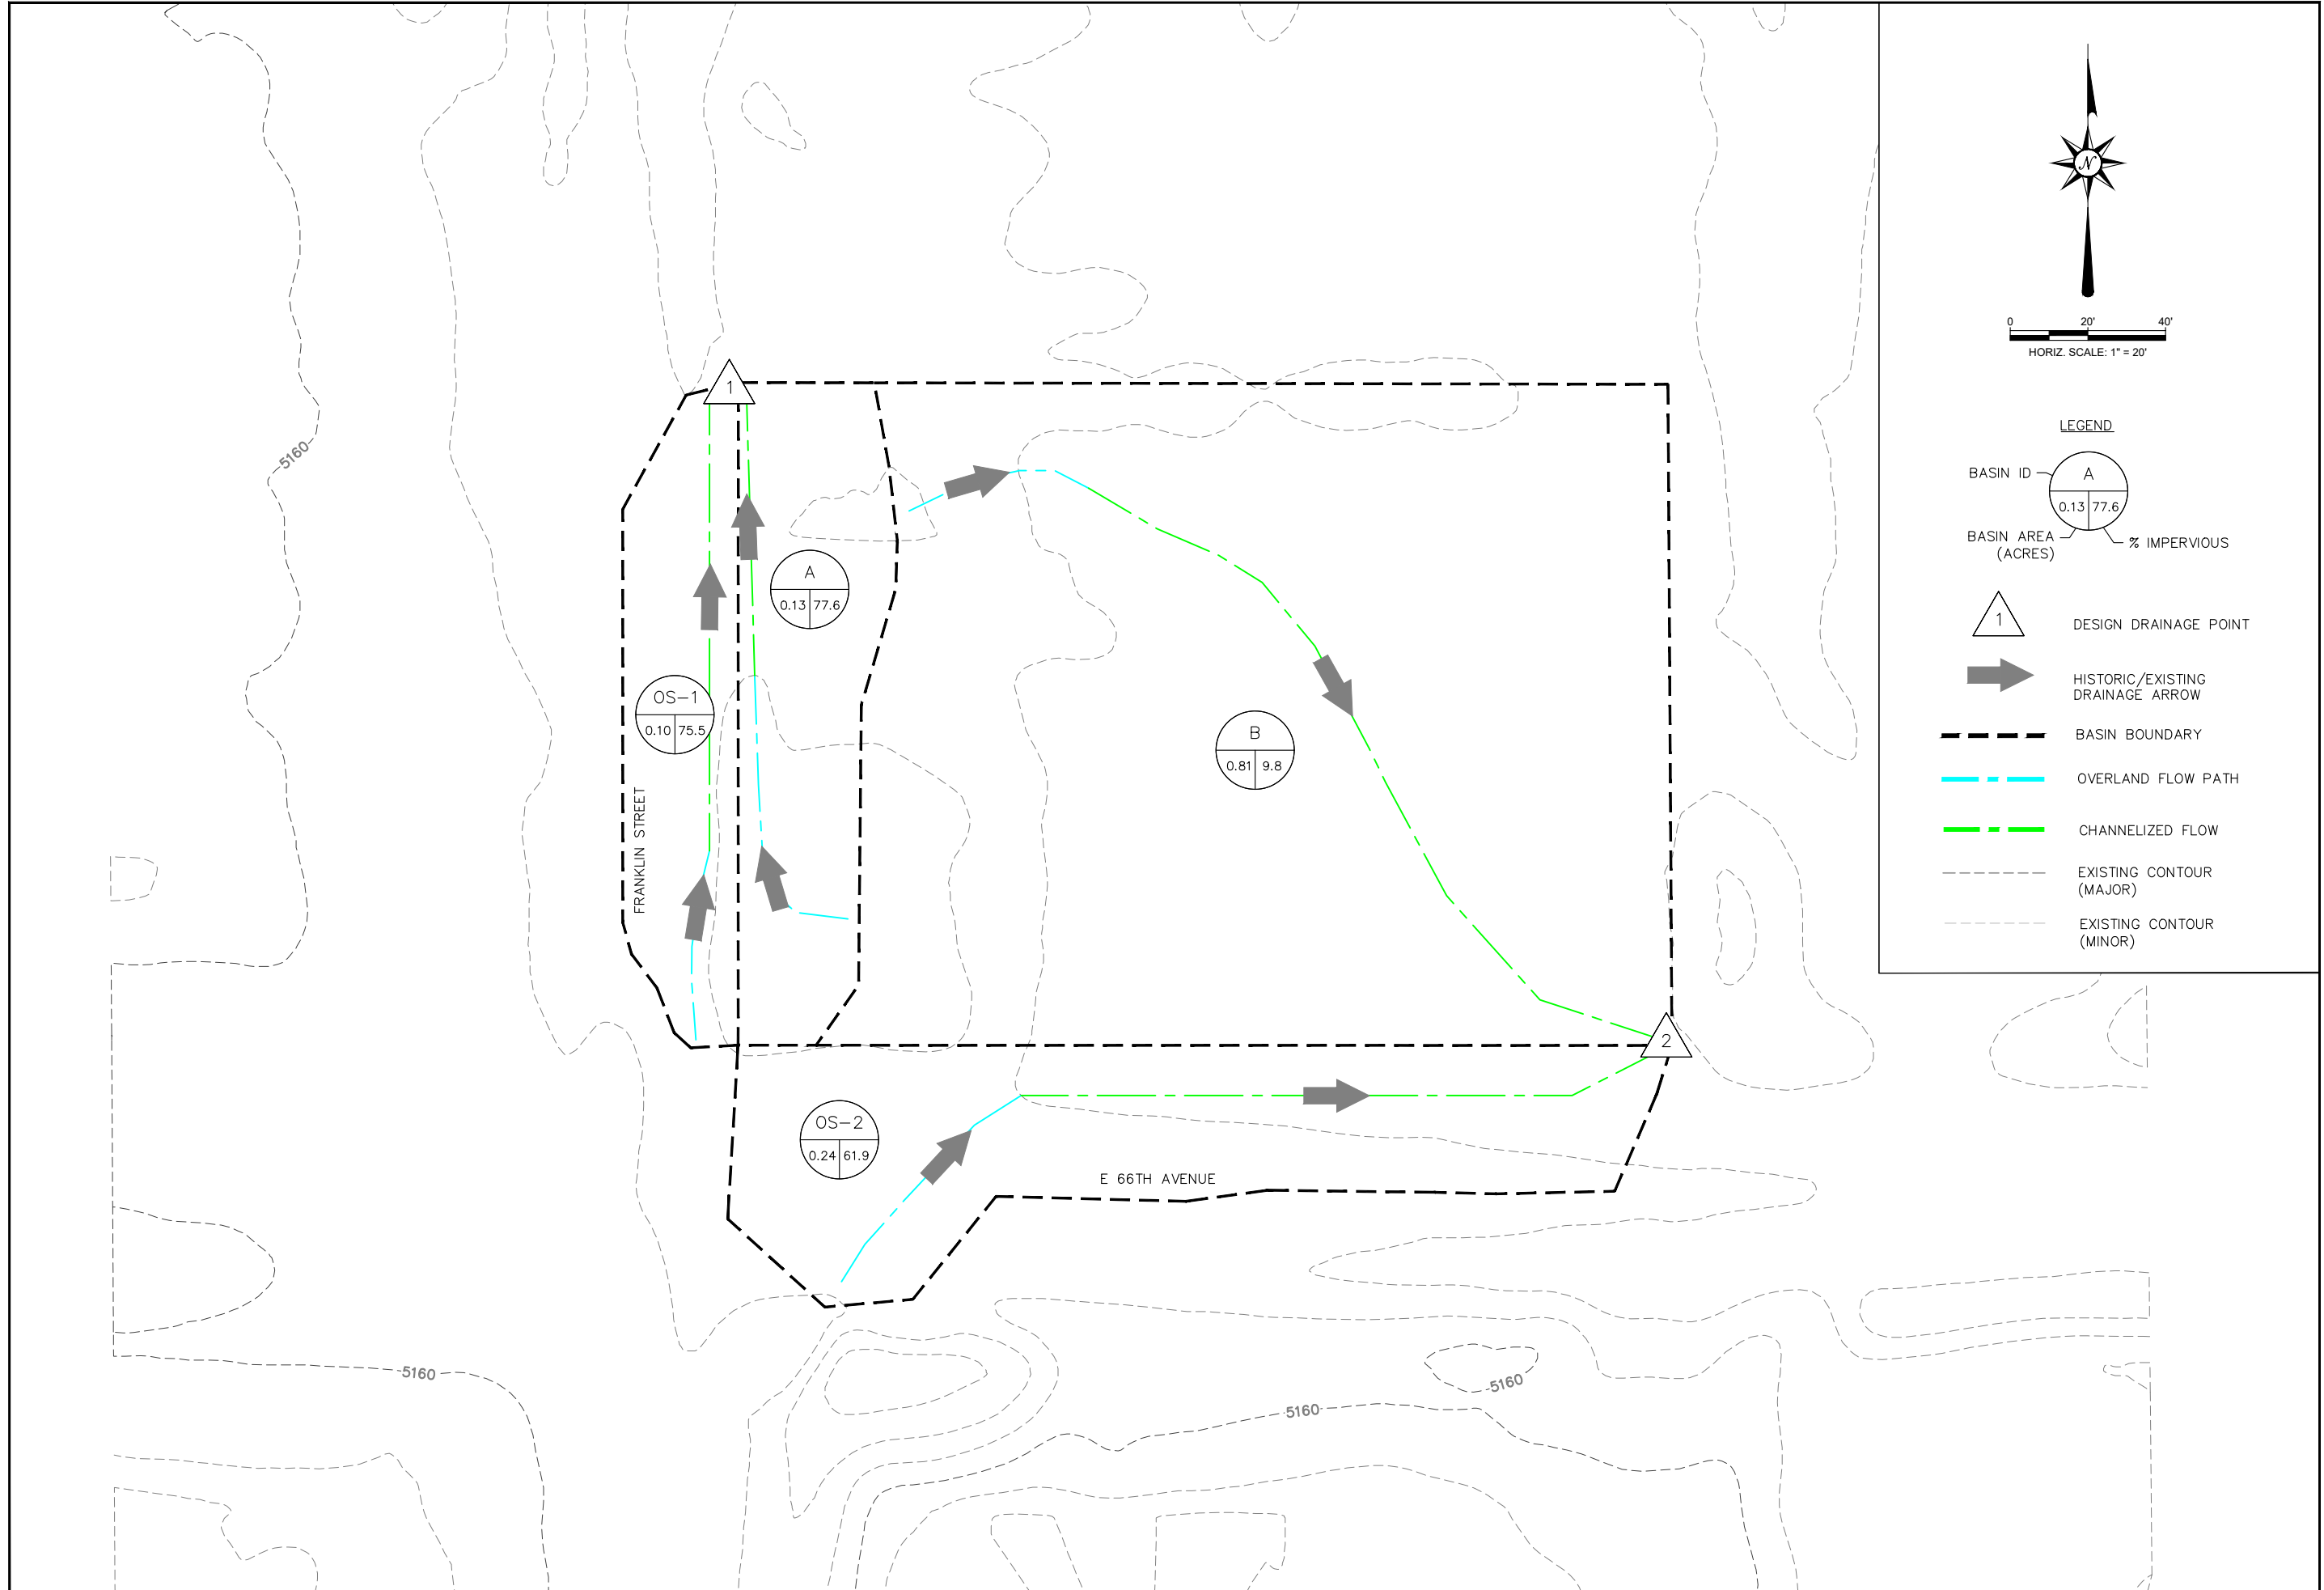 N
0 20' 40'
HORIZ. SCALE: 1" = 20'
LEGEND
BASIN ID
A
0.13 77.6
BASIN AREA
(ACRES)
% IMPERVIOUS
1
DESIGN DRAINAGE POINT
HISTORIC/EXISTING
DRAINAGE ARROW
BASIN BOUNDARY
OVERLAND FLOW PATH
CHANNELIZED FLOW
EXISTING CONTOUR
(MAJOR)
EXISTING CONTOUR
(MINOR)
1
5160
A
0.13 77.6
OS-1
0.10 75.5
B
0.81 9.8
FRANKLIN STREET
2
OS-2
0.24 61.9
E 66TH AVENUE
5160
5160
5160